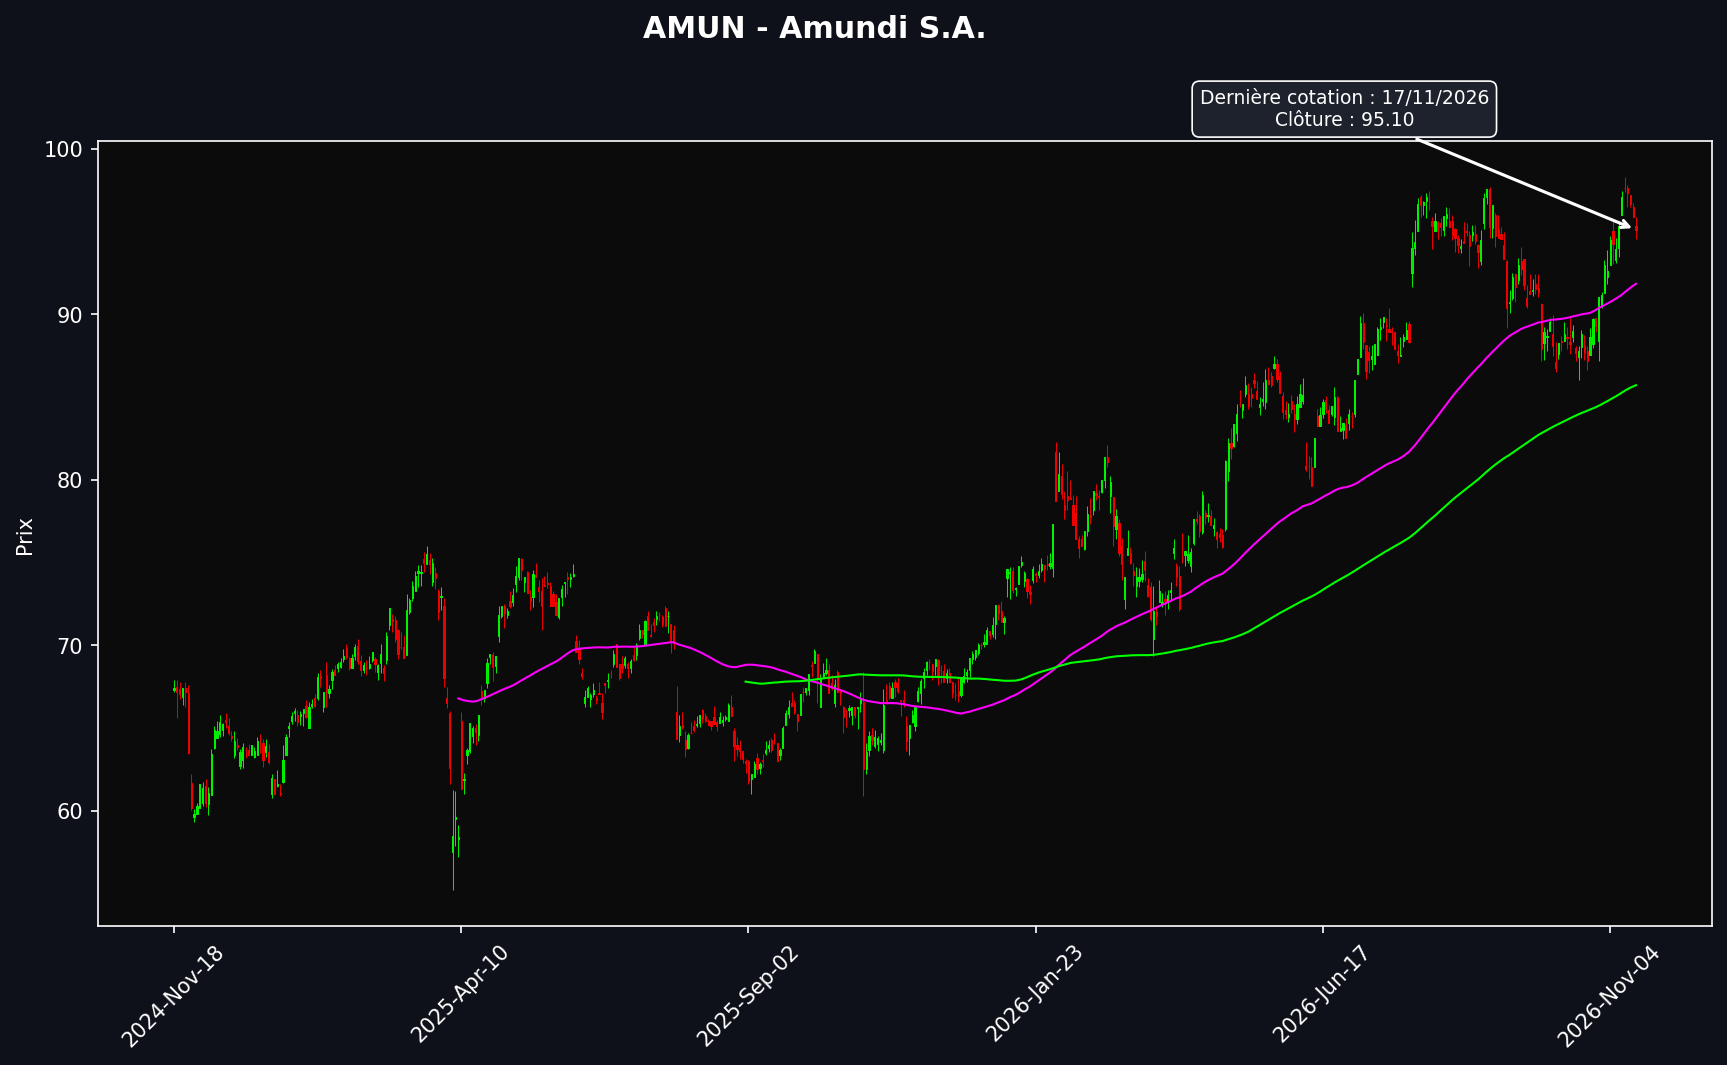 AMUN - Amundi S.A.
Dernière cotation : 17/11/2026
Clôture : 95.10
100
90
80
70
60
Prix
2024-Nov-18
2025-Apr-10
2025-Sep-02
2026-Jan-23
2026-Jun-17
2026-Nov-04